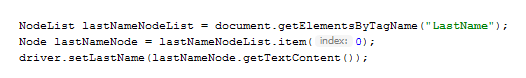 NodeList lastNameNodeList = document.getElementsByTagName("LastName");
Node lastNameNode = lastNameNodeList.item( index: 0);
driver.setLastName(lastNameNode.getTextContent());